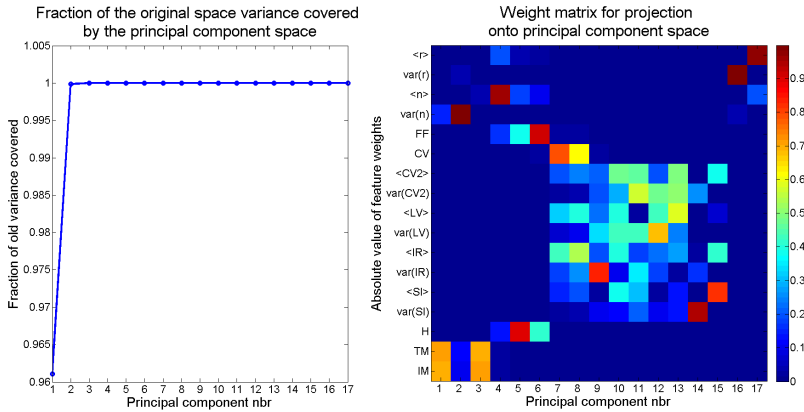 Fraction of the original space variance covered
by the principal component space
1.005
1
0.995
0.99
0.985
0.98
0.975
0.97
0.965
0.96
Fraction of old variance covered
1 2 3 4 5 6 7 8 9 10 11 12 13 14 15 16 17
Principal component nbr
Weight matrix for projection
onto principal component space
Absolute value of feature weights
<r>
var(r)
<n>
var(n)
FF
CV
<CV2>
var(CV2)
<LV>
var(LV)
<IR>
var(IR)
<SI>
var(SI)
H
TM
IM
1 2 3 4 5 6 7 8 9 10 11 12 13 14 15 16 17
Principal component nbr
0.9
0.8
0.7
0.6
0.5
0.4
0.3
0.2
0.1
0